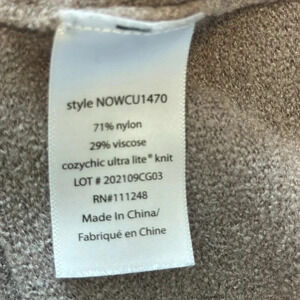 style NOWCU1470
71% nylon
29% viscose
cozychic ultra lite® knit
LOT # 202109CG03
RN#111248
Made In China/
Fabriqué en Chine